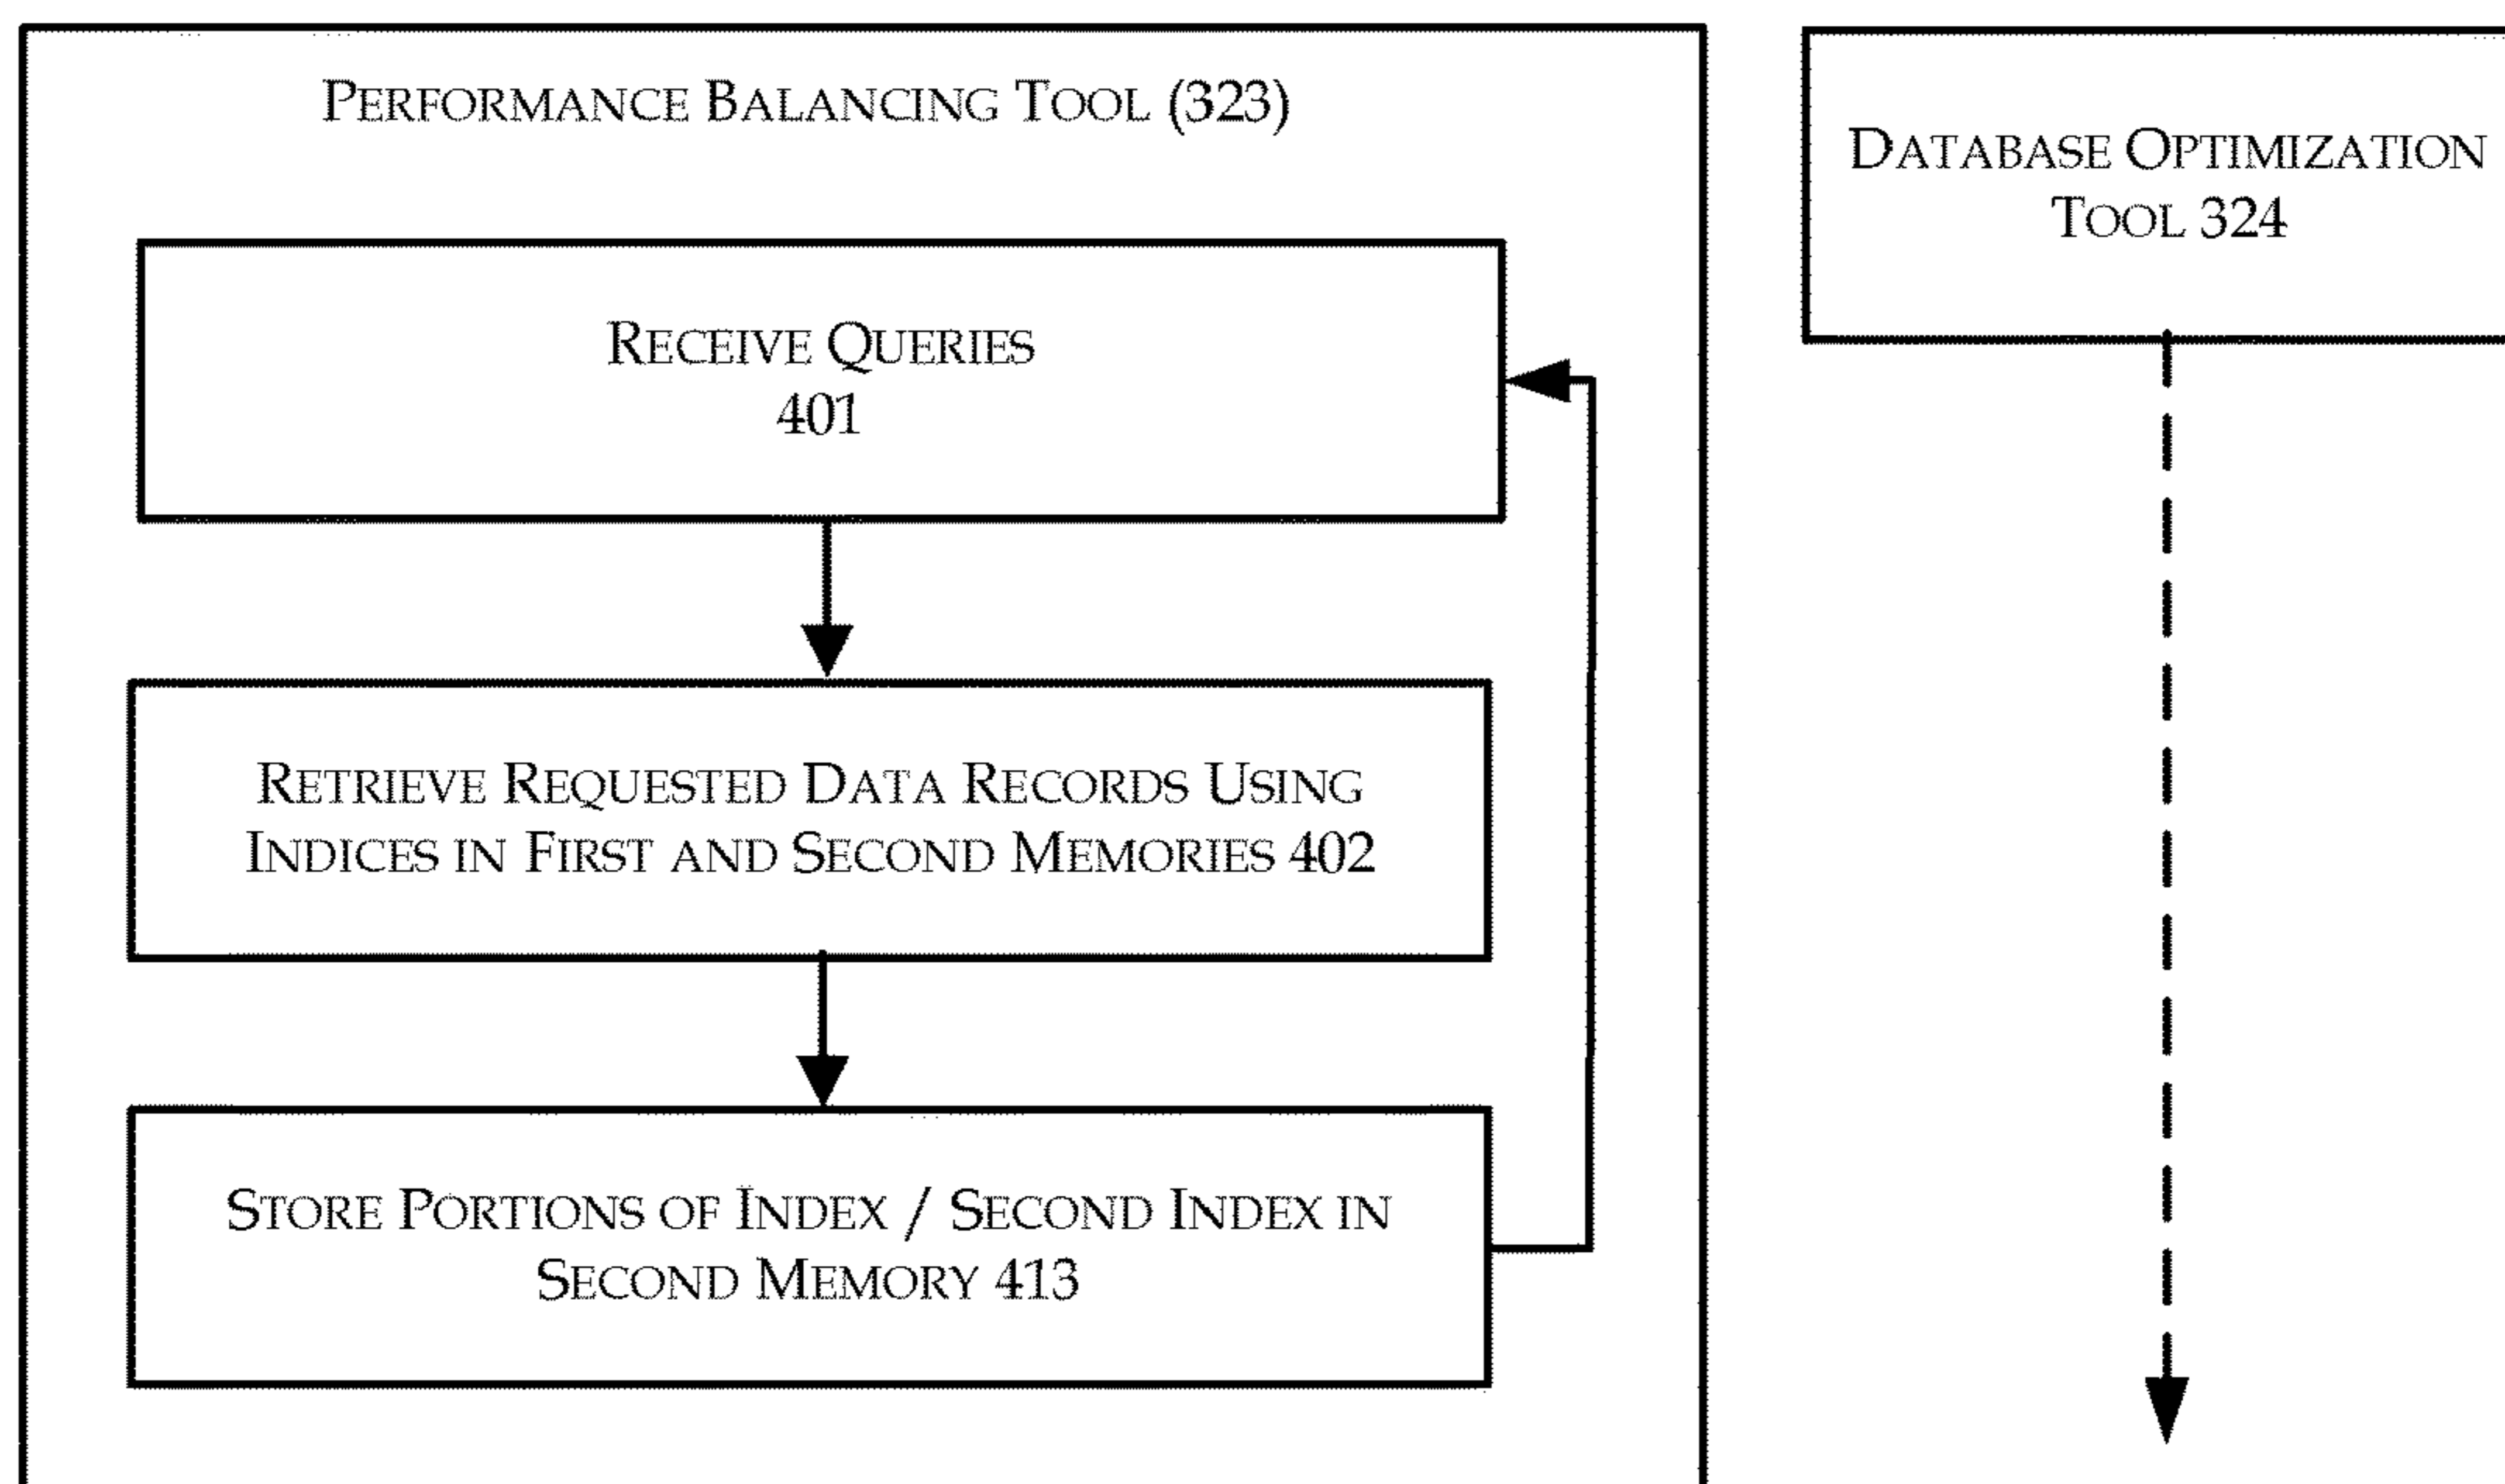 PERFORMANCE BALANCING TOOL (323)
RECEIVE QUERIES
401
RETRIEVE REQUESTED DATA RECORDS USING
INDICES IN FIRST AND SECOND MEMORIES 402
STORE PORTIONS OF INDEX / SECOND INDEX IN
SECOND MEMORY 413
DATABASE OPTIMIZATION
TOOL 324